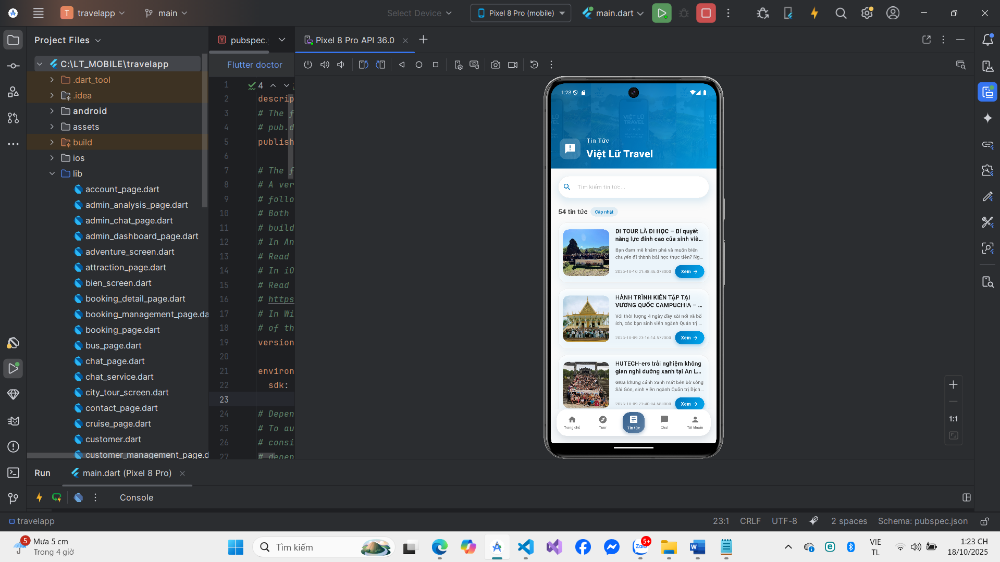 T travelapp
main
Select Device
Pixel 8 Pro (mobile)
main.dart
Project Files
pubspec.
Pixel 8 Pro API 36.0
Flutter doctor
C:\LT_MOBILE\travelapp
.dart_tool
.idea
android
assets
build
ios
lib
account_page.dart
admin_analysis_page.dart
admin_chat_page.dart
admin_dashboard_page.dart
adventure_screen.dart
attraction_page.dart
bien_screen.dart
booking_detail_page.dart
booking_management_page.da
booking_page.dart
bus_page.dart
chat_page.dart
chat_service.dart
city_tour_screen.dart
contact_page.dart
cruise_page.dart
customer.dart
customer_management_page.d
1
4
2 descrip
3 # The f
4 # pub.d
5 publish
6
7 # The f
8 # A ver
9 # follo
10 # Both
11 # build
12 # In An
13 # Read
14 # In iO
15 # Read
16 # https
17 # In Wi
18 # of th
19 version
20
21 environ
22 sdk:
23
24 # Depen
25 # To au
26 # consi
27 # depen
1:23
VIỆT LỮ
TRAVEL
Tin Tức
Việt Lữ Travel
Tìm kiếm tin tức...
54 tin tức
Cập nhật
ĐI TOUR LÀ ĐI HỌC – Bí quyết
năng lực đỉnh cao của sinh viê...
Bạn đam mê khám phá và muốn biến
chuyến đi thành bài học thực tiễn? Ng...
2025-10-10 21:48:46.073000
Xem →
HÀNH TRÌNH KIẾN TẬP TẠI
VƯƠNG QUỐC CAMPUCHIA – ...
Với thời lượng 4 ngày đầy sôi nổi và bổ
ích, các bạn sinh viên ngành Quản trị ...
2025-10-09 23:16:14.577000
Xem →
HUTECH-ers trải nghiệm không
gian nghỉ dưỡng xanh tại An L...
Giữa khung cảnh xanh mát bên bờ sông
Sài Gòn, sinh viên ngành Quản trị Dịch...
2025-10-09 22:40:04.680000
Xem →
Trang chủ
Tour
Tin tức
Chat
Tài khoản
1:1
Run
main.dart (Pixel 8 Pro)
Console
travelapp
23:1
CRLF
UTF-8
2 spaces
Schema: pubspec.json
5
Mưa 5 cm
Trong 4 giờ
Tìm kiếm
Zalo
5+
VIE
TL
1:23 CH
18/10/2025